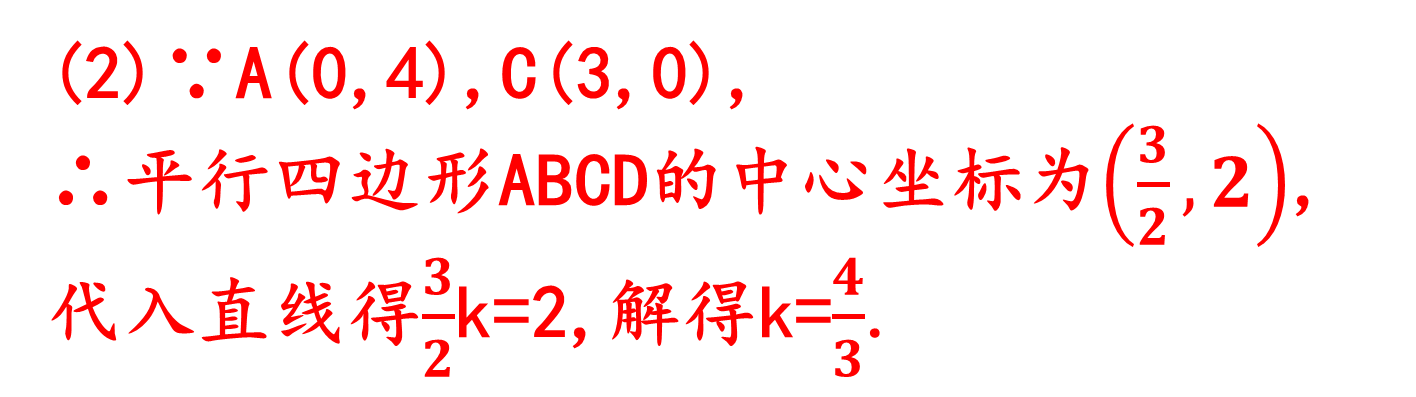 (2)∵A(0,4),C(3,0),
∴平行四边形ABCD的中心坐标为(3/2,2),
代入直线得3/2k=2,解得k=4/3.